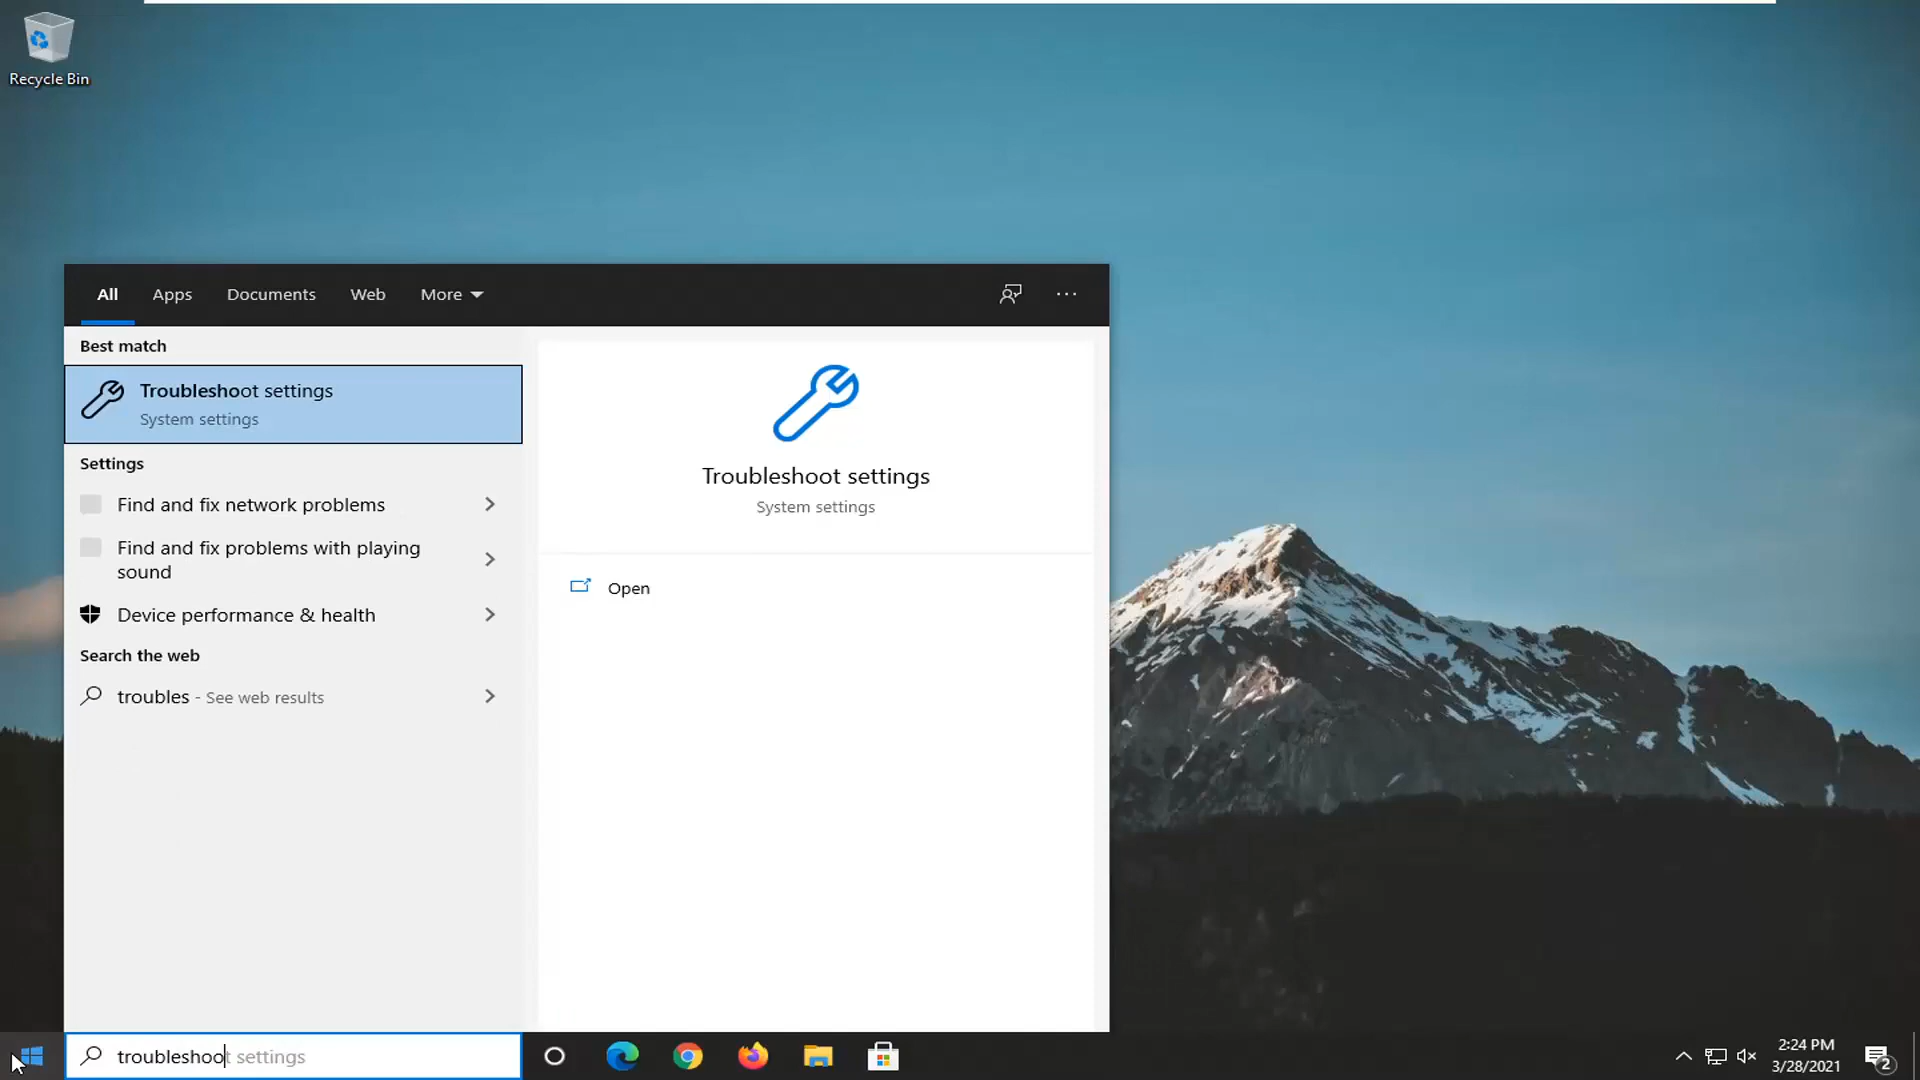 Recycle Bin
All Apps Documents Web More
Best match
Troubleshoot settings
System settings
Settings
Find and fix network problems
Find and fix problems with playing
sound
Device performance & health
Search the web
troubles - See web results
Troubleshoot settings
System settings
Open
troubleshoot settings
2:24 PM
3/28/2021
2